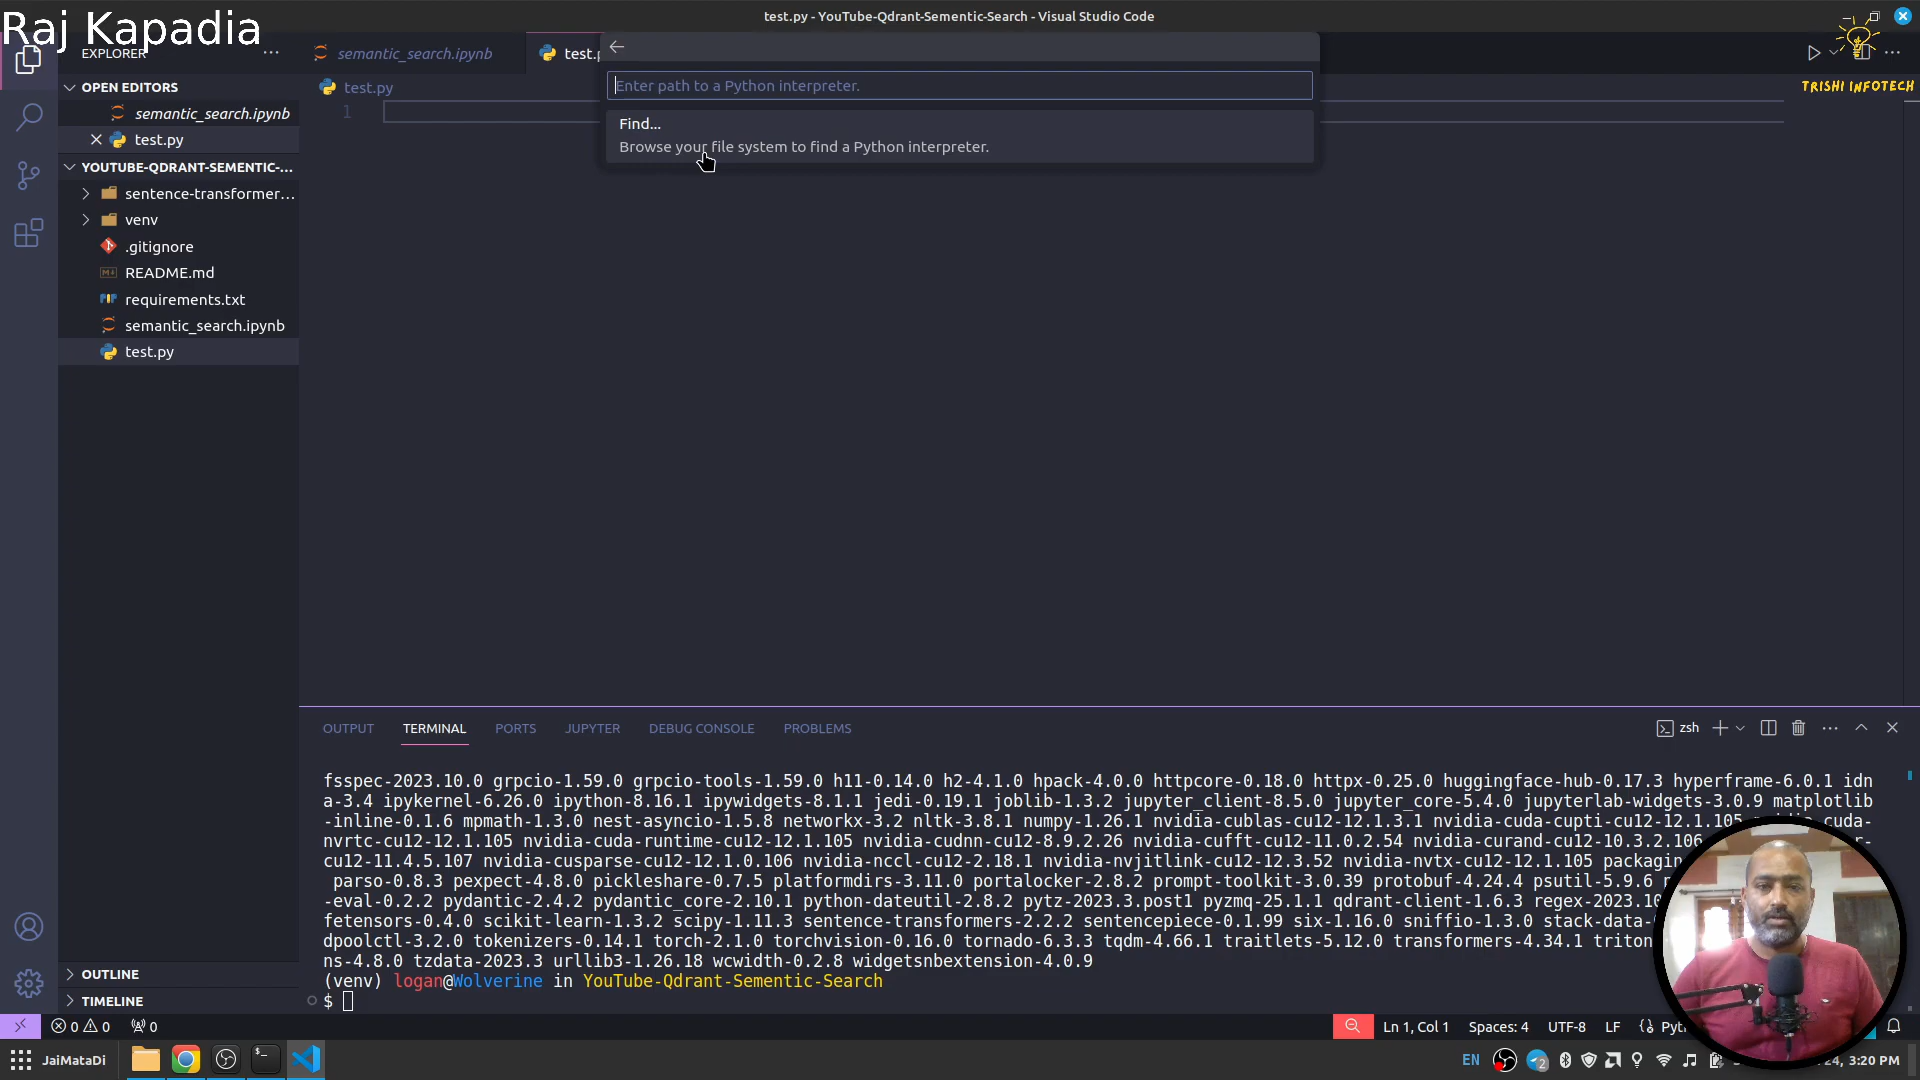 Raj Kapadia
test.py - YouTube-Qdrant-Sementic-Search - Visual Studio Code
EXPLORER
semantic_search.ipynb
test.p
TRISHI INFOTECH
OPEN EDITORS
semantic_search.ipynb
test.py
YOUTUBE-QDRANT-SEMENTIC-...
sentence-transformer...
venv
.gitignore
README.md
requirements.txt
semantic_search.ipynb
test.py
OUTLINE
TIMELINE
test.py
1
Enter path to a Python interpreter.
Find...
Browse your file system to find a Python interpreter.
OUTPUT
TERMINAL
PORTS
JUPYTER
DEBUG CONSOLE
PROBLEMS
zsh
fsspec-2023.10.0 grpcio-1.59.0 grpcio-tools-1.59.0 h11-0.14.0 h2-4.1.0 hpack-4.0.0 httpcore-0.18.0 httpx-0.25.0 huggingface-hub-0.17.3 hyperframe-6.0.1 idn
a-3.4 ipykernel-6.26.0 ipython-8.16.1 ipywidgets-8.1.1 jedi-0.19.1 joblib-1.3.2 jupyter_client-8.5.0 jupyter_core-5.4.0 jupyterlab-widgets-3.0.9 matplotlib
-inline-0.1.6 mpmath-1.3.0 nest-asyncio-1.5.8 networkx-3.2 nltk-3.8.1 numpy-1.26.1 nvidia-cublas-cu12-12.1.3.1 nvidia-cuda-cupti-cu12-12.1.105 nvidia-cuda-
nvrtc-cu12-12.1.105 nvidia-cuda-runtime-cu12-12.1.105 nvidia-cudnn-cu12-8.9.2.26 nvidia-cufft-cu12-11.0.2.54 nvidia-curand-cu12-10.3.2.106
cu12-11.4.5.107 nvidia-cusparse-cu12-12.1.0.106 nvidia-nccl-cu12-2.18.1 nvidia-nvjitlink-cu12-12.3.52 nvidia-nvtx-cu12-12.1.105 packagin
parso-0.8.3 pexpect-4.8.0 pickleshare-0.7.5 platformdirs-3.11.0 portalocker-2.8.2 prompt-toolkit-3.0.39 protobuf-4.24.4 psutil-5.9.6
-eval-0.2.2 pydantic-2.4.2 pydantic_core-2.10.1 python-dateutil-2.8.2 pytz-2023.3.post1 pyzmq-25.1.1 qdrant-client-1.6.3 regex-2023.10
fetensors-0.4.0 scikit-learn-1.3.2 scipy-1.11.3 sentence-transformers-2.2.2 sentencepiece-0.1.99 six-1.16.0 sniffio-1.3.0 stack-data-
dpoolctl-3.2.0 tokenizers-0.14.1 torch-2.1.0 torchvision-0.16.0 tornado-6.3.3 tqdm-4.66.1 traitlets-5.12.0 transformers-4.34.1 triton
ns-4.8.0 tzdata-2023.3 urllib3-1.26.18 wcwidth-0.2.8 widgetsnbextension-4.0.9
(venv) logan@Wolverine in YouTube-Qdrant-Sementic-Search
$
0 0 0
Ln 1, Col 1
Spaces: 4
UTF-8
LF
Pyt
JaiMataDi
EN
2
24, 3:20 PM